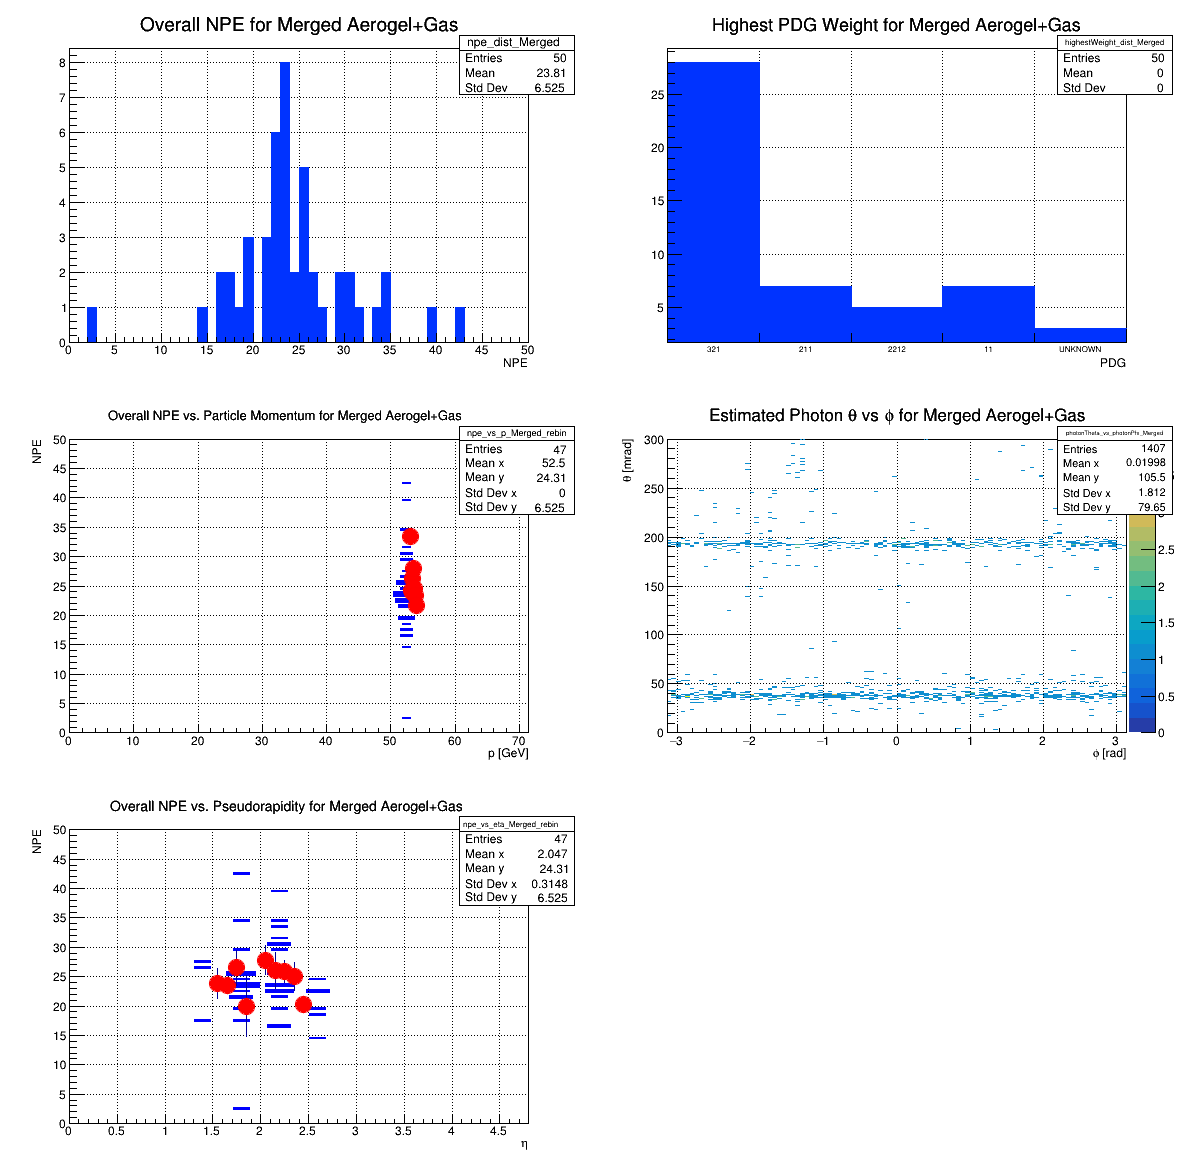 Overall NPE for Merged Aerogel+Gas
npe_dist_Merged
Entries 50
Mean 23.81
Std Dev 6.525
8
7
6
5
4
3
2
1
0
0 5 10 15 20 25 30 35 40 45 50
NPE
Highest PDG Weight for Merged Aerogel+Gas
highestWeight_dist_Merged
Entries 50
Mean 0
Std Dev 0
25
20
15
10
5
321 211 2212 11 UNKNOWN
PDG
Overall NPE vs. Particle Momentum for Merged Aerogel+Gas
NPE
npe_vs_p_Merged_rebin
Entries 47
Mean x 52.5
Mean y 24.31
Std Dev x 0
Std Dev y 6.525
50
45
40
35
30
25
20
15
10
5
0
0 10 20 30 40 50 60 70
p [GeV]
Estimated Photon θ vs ϕ for Merged Aerogel+Gas
θ [mrad]
photonTheta_vs_photonPhi_Merged
Entries 1407
Mean x 0.01998
Mean y 105.5
Std Dev x 1.812
Std Dev y 79.65
300
250
200
150
100
50
0
−3 −2 −1 0 1 2 3
ϕ [rad]
2.5
2
1.5
1
0.5
0
Overall NPE vs. Pseudorapidity for Merged Aerogel+Gas
NPE
npe_vs_eta_Merged_rebin
Entries 47
Mean x 2.047
Mean y 24.31
Std Dev x 0.3148
Std Dev y 6.525
50
45
40
35
30
25
20
15
10
5
0
0 0.5 1 1.5 2 2.5 3 3.5 4 4.5
η